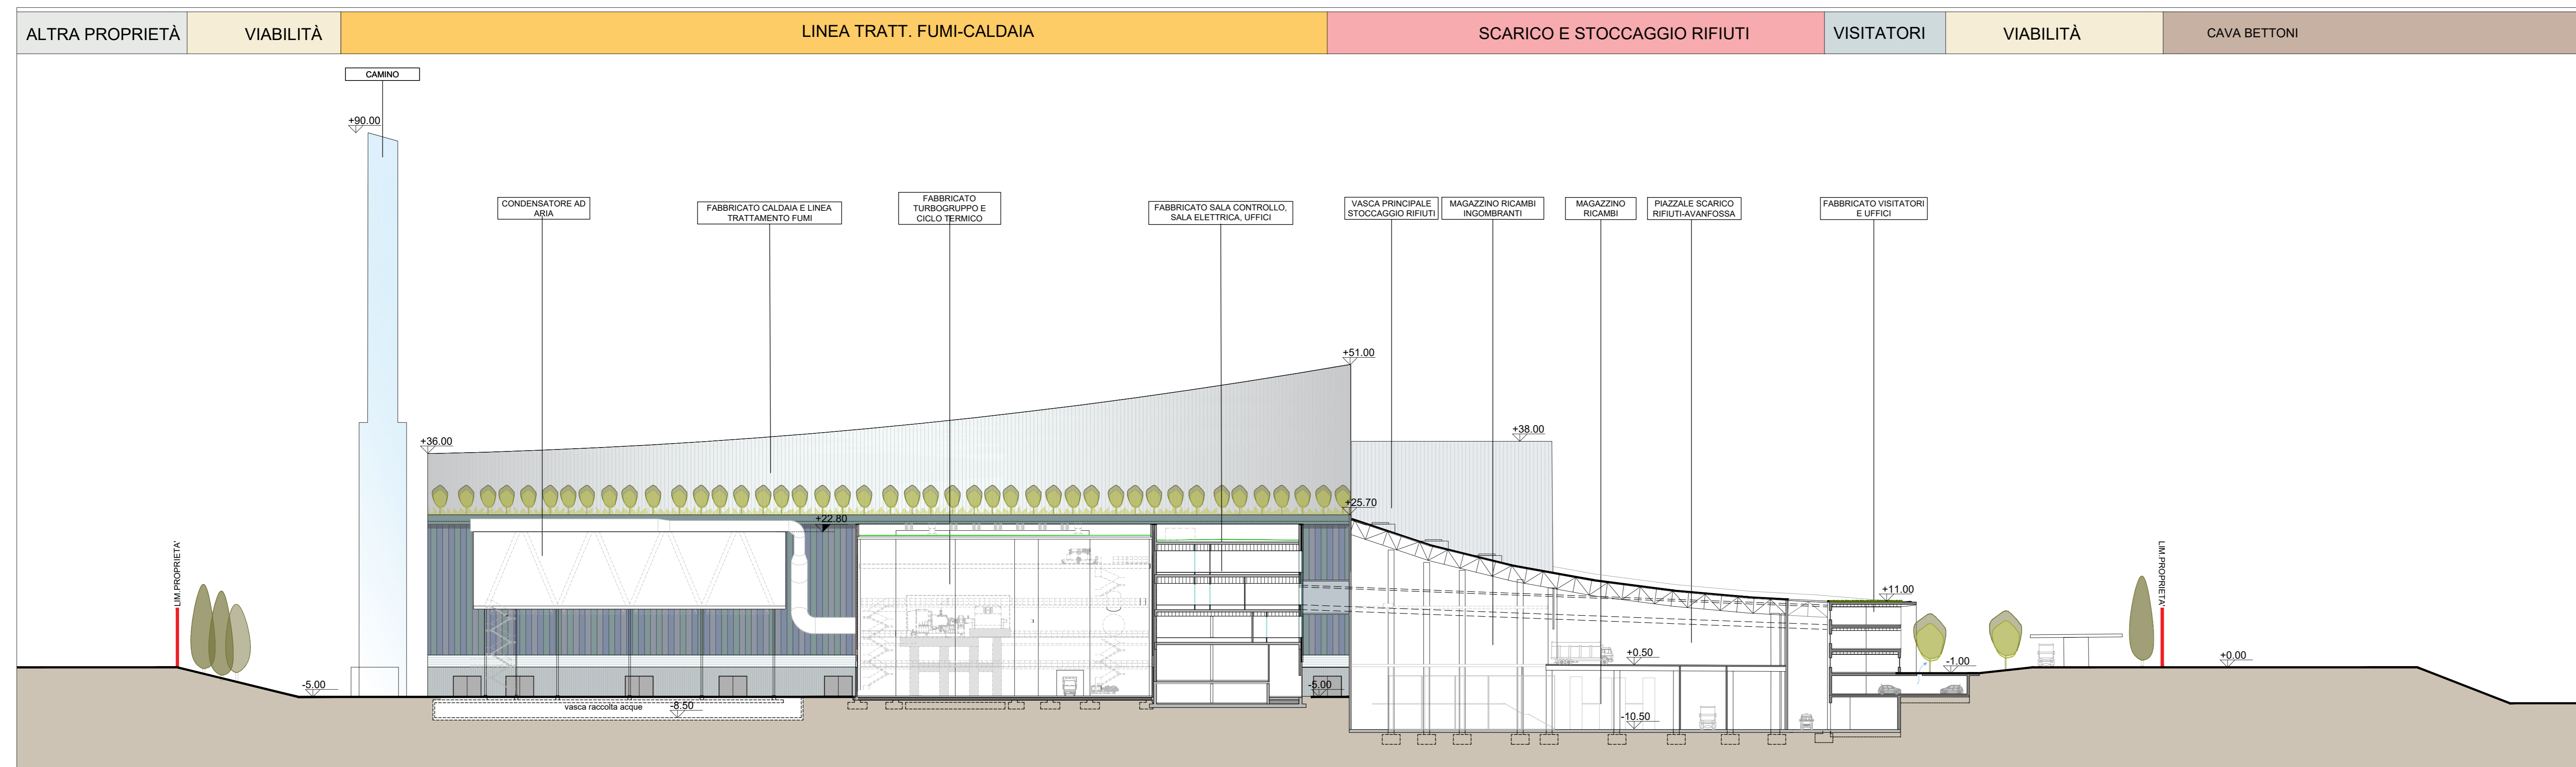 ALTRA PROPRIETÀ
VIABILITÀ
LINEA TRATT. FUMI-CALDAIA
SCARICO E STOCCAGGIO RIFIUTI
VISITATORI
VIABILITÀ
CAVA BETTONI
CAMINO
+90.00
CONDENSATORE AD
ARIA
FABBRICATO CALDAIA E LINEA
TRATTAMENTO FUMI
FABBRICATO
TURBOGRUPPO E
CICLO TERMICO
FABBRICATO SALA CONTROLLO,
SALA ELETTRICA, UFFICI
VASCA PRINCIPALE
STOCCAGGIO RIFIUTI
MAGAZZINO RICAMBI
INGOMBRANTI
MAGAZZINO
RICAMBI
PIAZZALE SCARICO
RIFIUTI-AVANFOSSA
FABBRICATO VISITATORI
E UFFICI
+51.00
+36.00
+38.00
+25.70
+22.80
LIM.PROPRIETA'
LIM.PROPRIETA'
+11.00
+0.50
-1.00
+0.00
-5.00
-5.00
vasca raccolta acque
-8.50
-10.50